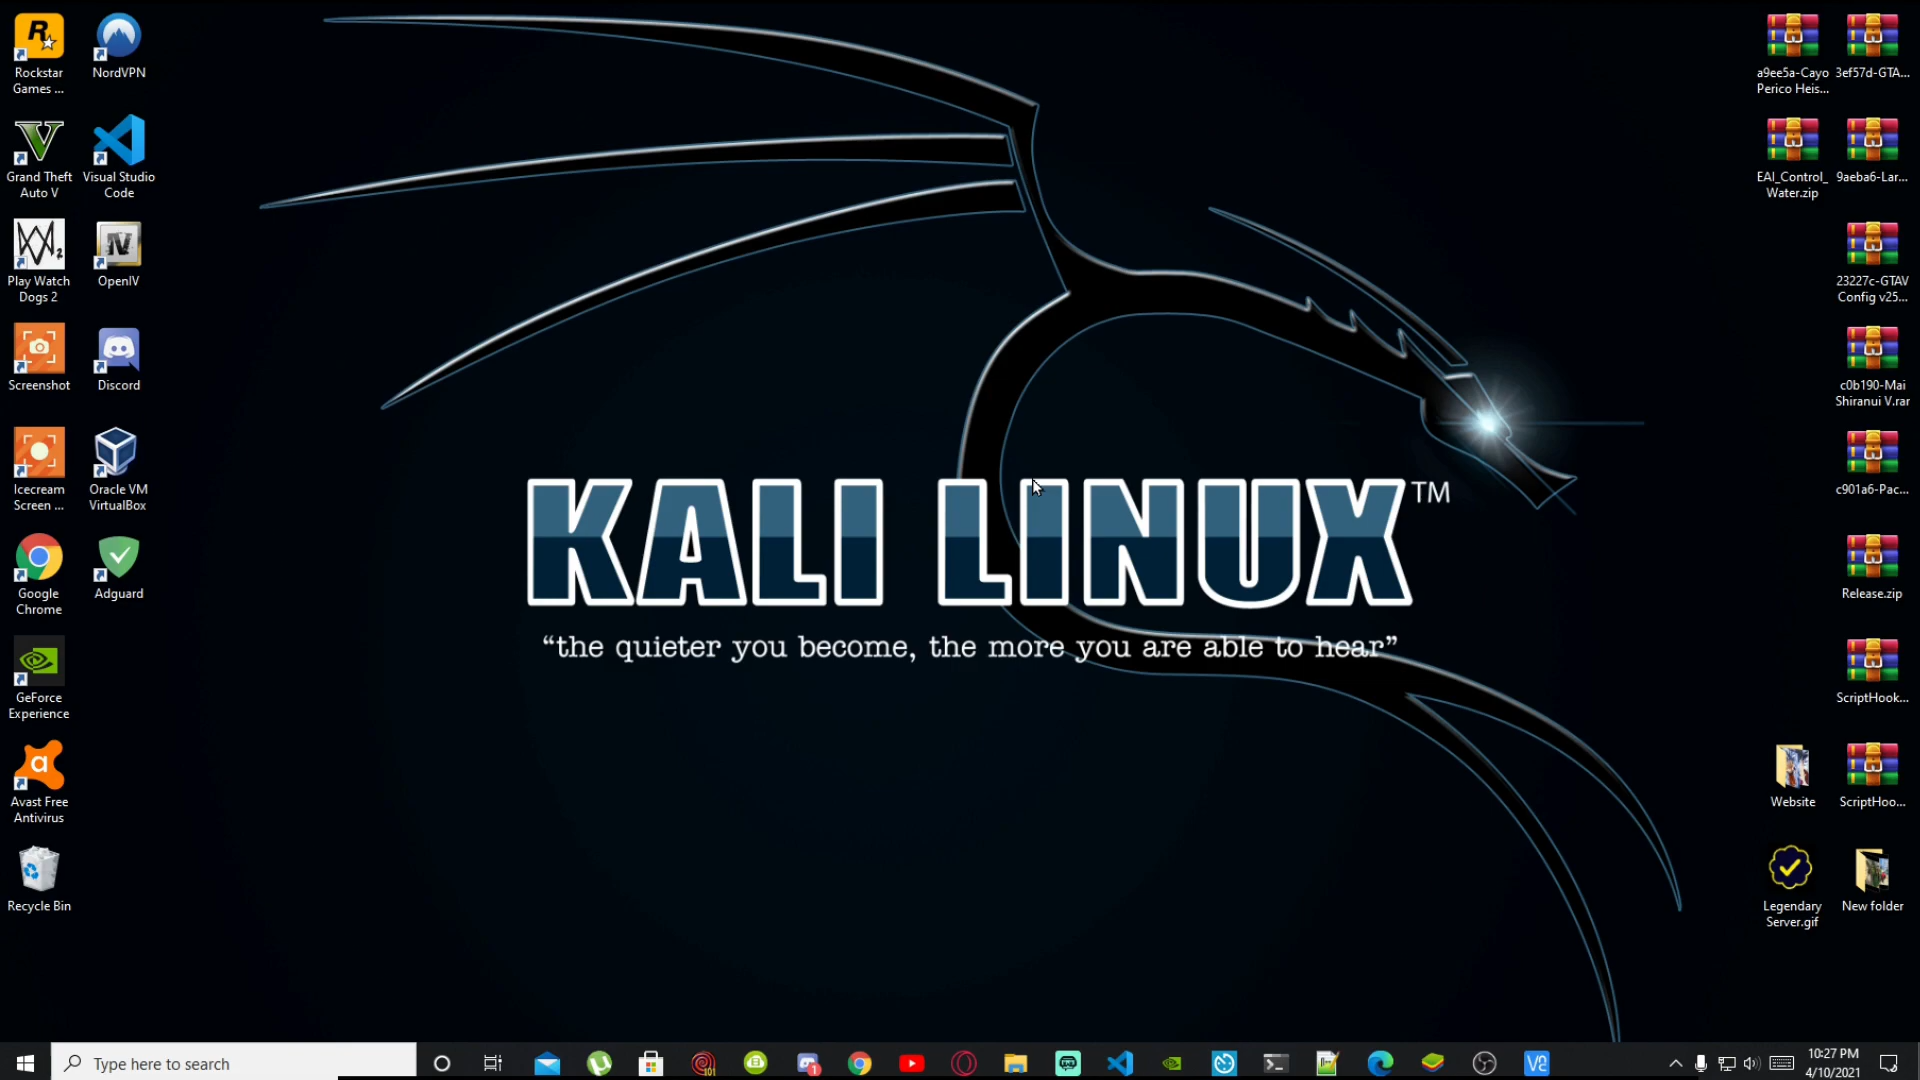 Rockstar
Games ...
NordVPN
Grand Theft
Auto V
Visual Studio
Code
Play Watch
Dogs 2
OpenIV
Screenshot
Discord
Icecream
Screen ...
Oracle VM
VirtualBox
Google
Chrome
Adguard
GeForce
Experience
Avast Free
Antivirus
Recycle Bin
KALI LINUX™
“the quieter you become, the more you are able to hear”
a9ee5a-Cayo
Perico Heis...
3ef57d-GTA...
EAI_Control_
Water.zip
9aeba6-Lar...
23227c-GTAV
Config v25...
c0b190-Mai
Shiranui V.rar
c901a6-Pac...
Release.zip
ScriptHook...
Website
ScriptHoo...
Legendary
Server.gif
New folder
Type here to search
10:27 PM
4/10/2021